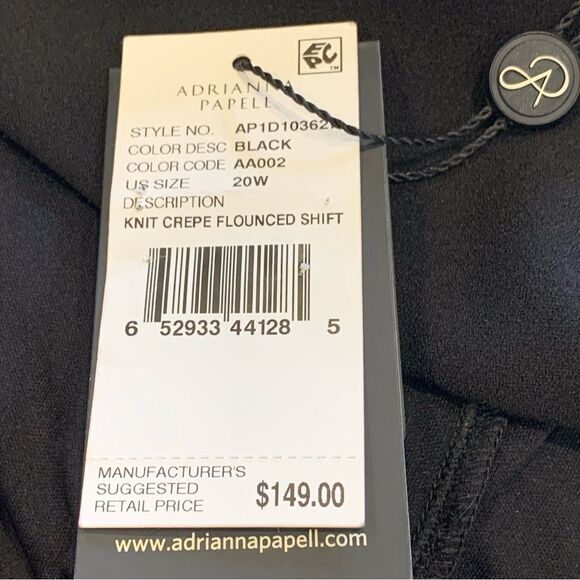 EPC™
ADRIANNA
PAPELL
STYLE NO. AP1D10362
COLOR DESC BLACK
COLOR CODE AA002
US SIZE 20W
DESCRIPTION
KNIT CREPE FLOUNCED SHIFT
6 52933 44128 5
MANUFACTURER'S
SUGGESTED
RETAIL PRICE $149.00
www.adriannapapell.com